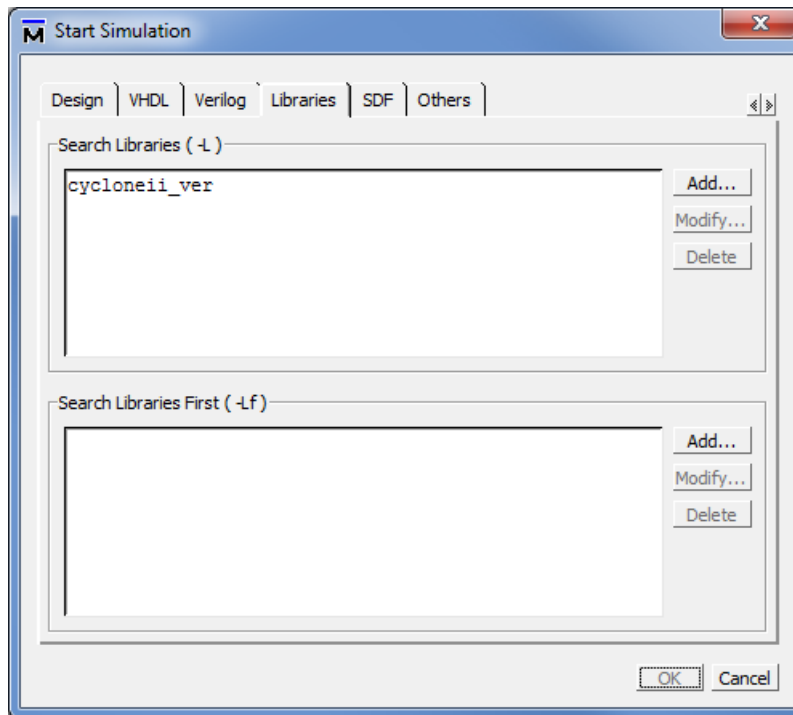 Start Simulation
Design VHDL Verilog Libraries SDF Others
Search Libraries ( -L )
cycloneii_ver
Add...
Modify...
Delete
Search Libraries First ( -Lf )
Add...
Modify...
Delete
OK Cancel